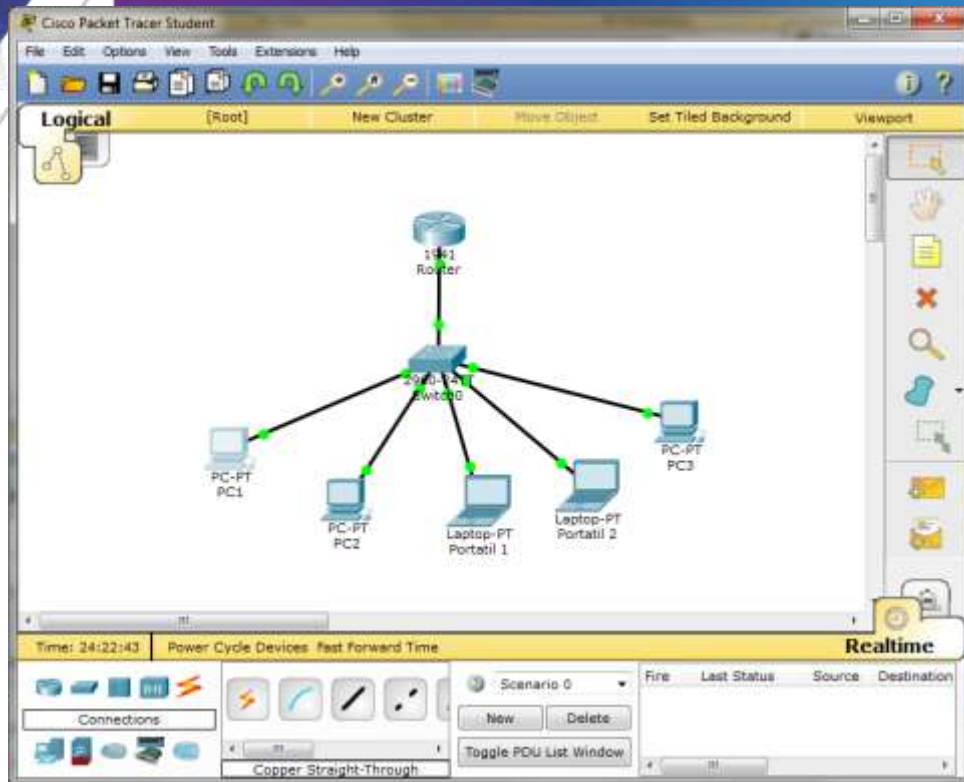 Cisco Packet Tracer Student
File Edit Options View Tools Extensions Help
Logical [Root] New Cluster Move Object Set Tiled Background Viewport
1941
Router
2960-24TT
Switch0
PC-PT
PC1
PC-PT
PC2
Laptop-PT
Portatil 1
Laptop-PT
Portatil 2
PC-PT
PC3
Time: 24:22:43 Power Cycle Devices Fast Forward Time Realtime
Connections
Copper Straight-Through
Scenario 0
New Delete
Toggle PDU List Window
Fire Last Status Source Destination